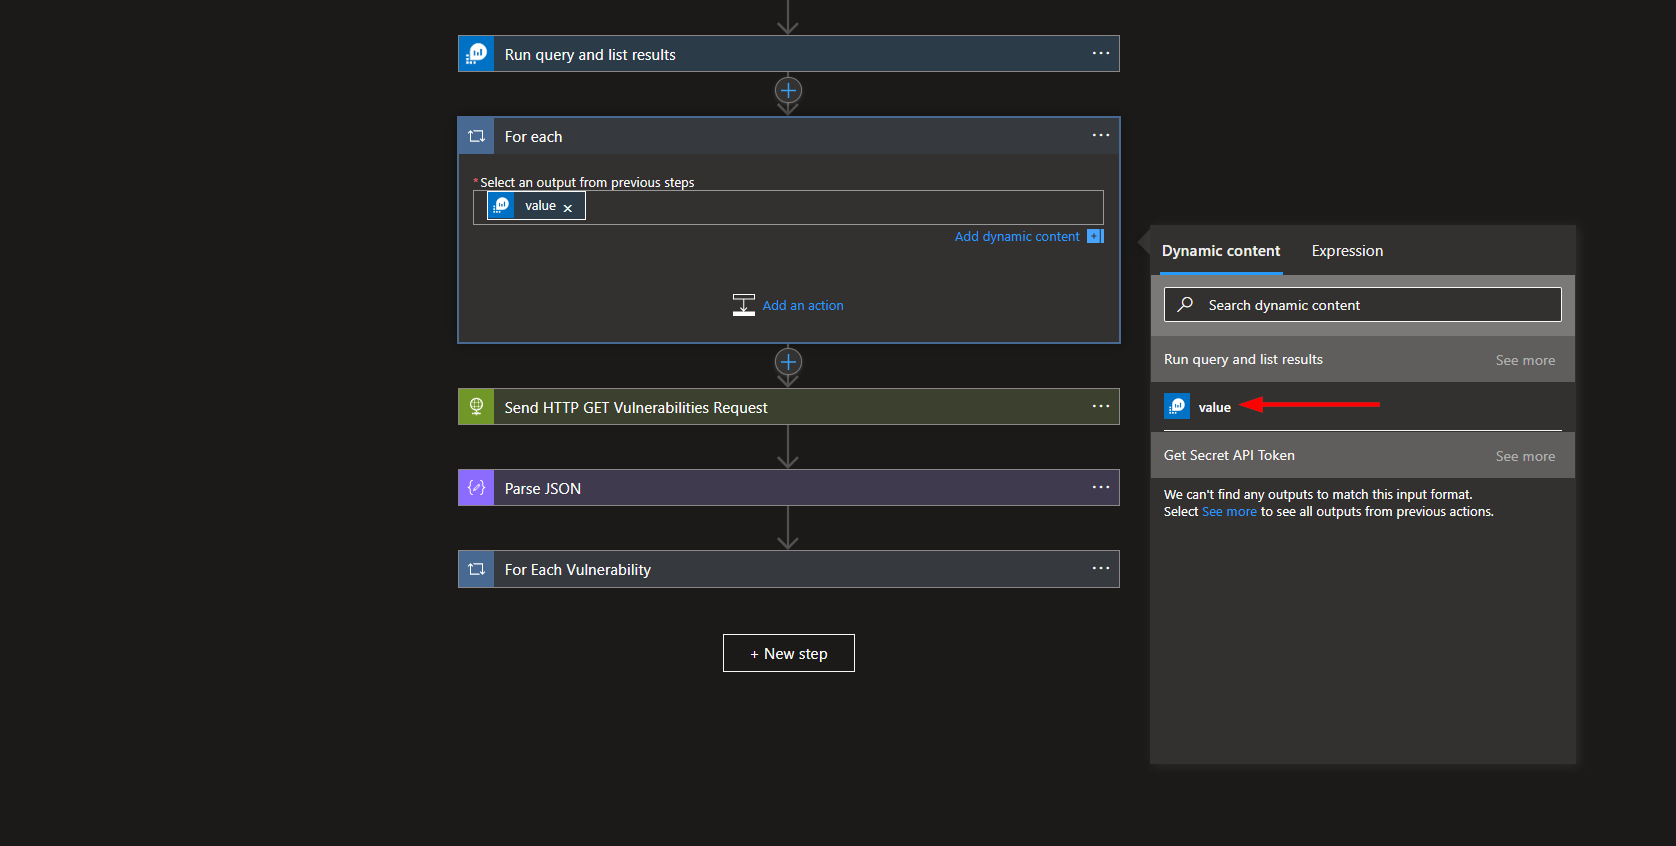 Run query and list results
For each
* Select an output from previous steps
value
Add dynamic content
Add an action
Send HTTP GET Vulnerabilities Request
Parse JSON
For Each Vulnerability
+ New step
Dynamic content
Expression
Search dynamic content
Run query and list results
See more
value
Get Secret API Token
See more
We can't find any outputs to match this input format.
Select See more to see all outputs from previous actions.